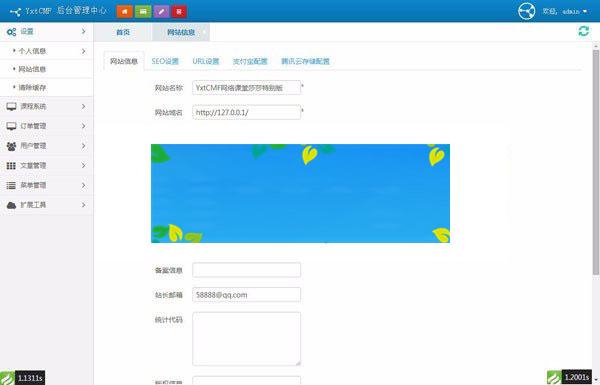 YxtCMF 后台管理中心
欢迎, admin
设置
首页
网站信息
个人信息
网站信息
清除缓存
课程系统
订单管理
用户管理
文章管理
菜单管理
扩展工具
网站信息 SEO设置 URL设置 支付宝配置 腾讯云存储配置
网站名称 YxtCMF网络课堂莎莎特别版 *
网站域名 http://127.0.0.1/ *
备案信息
站长邮箱 58888@qq.com
统计代码
版权信息
1.1311s
1.2001s